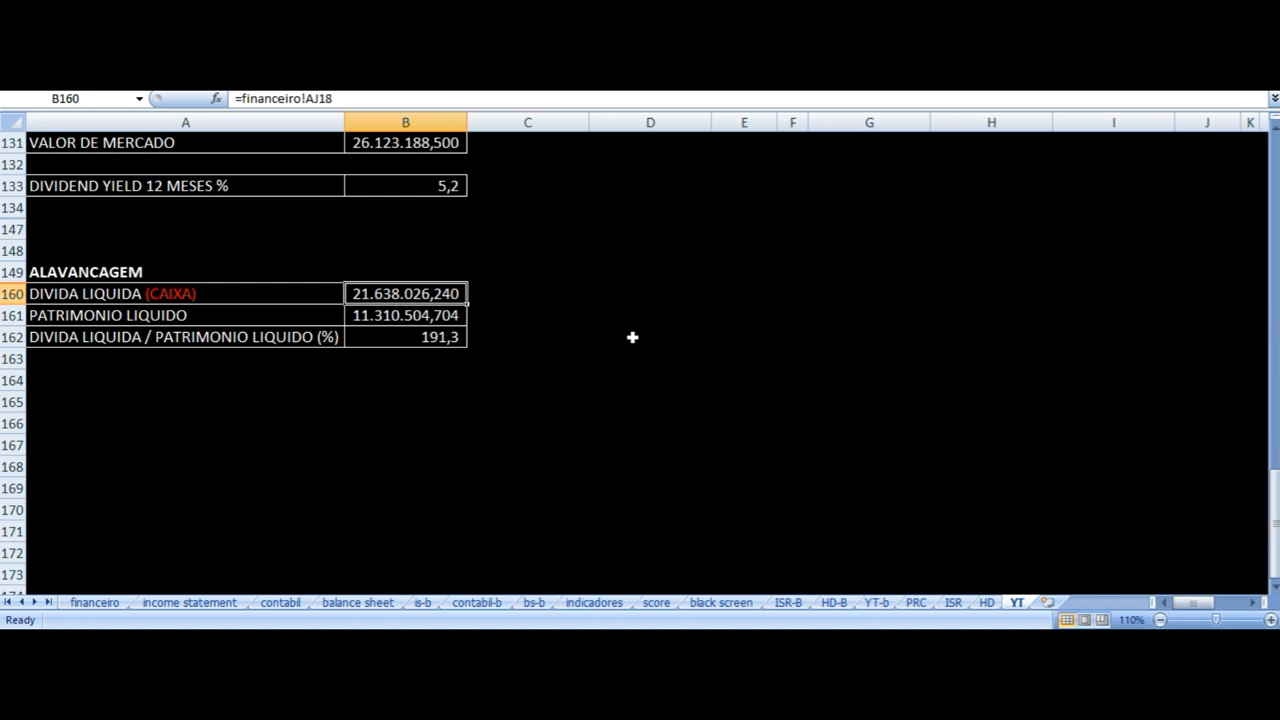 B160 fx =financeiro!AJ18
A B C D E F G H I J K
131 VALOR DE MERCADO 26.123.188,500
132
133 DIVIDEND YIELD 12 MESES % 5,2
134
147
148
149 ALAVANCAGEM
160 DIVIDA LIQUIDA (CAIXA) 21.638.026,240
161 PATRIMONIO LIQUIDO 11.310.504,704
162 DIVIDA LIQUIDA / PATRIMONIO LIQUIDO (%) 191,3
163
164
165
166
167
168
169
170
171
172
173
financeiro income statement contabil balance sheet is-b contabil-b bs-b indicadores score black screen ISR-B HD-B YT-b PRC ISR HD YT
Ready 110%